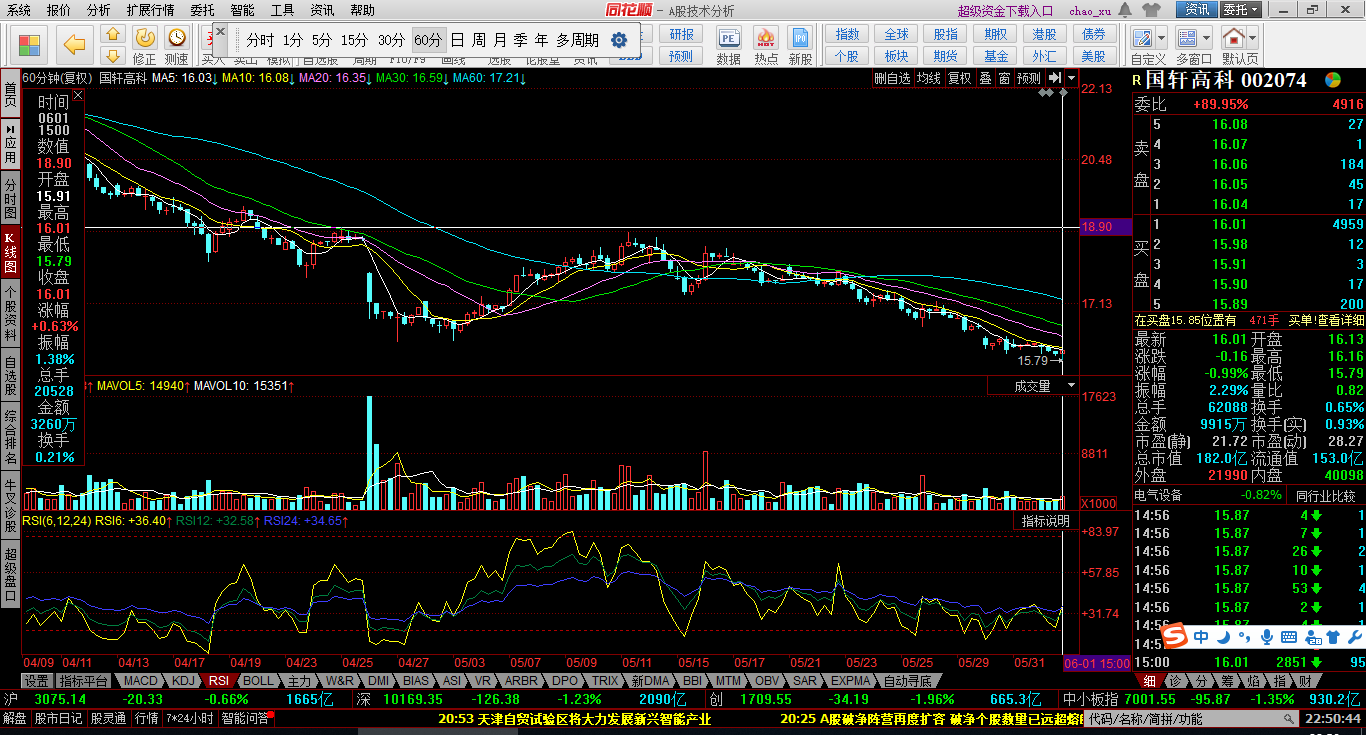 系统 报价 分析 扩展行情 委托 智能 工具 资讯 帮助
同花顺 - A股技术分析
超级资金下载入口 chao_xu 资讯 委托
修正 测速
分时 1分 5分 15分 30分 60分 日 周 月 季 年 多周期
预测 研报 研测
数据 热点 新股
指数 全球 股指 期权 港股 债券
个股 板块 期货 基金 外汇 美股
自定义 多窗口 默认页
60分钟(复权) 国轩高科 MA5: 16.03↓ MA10: 16.08↓ MA20: 16.35↓ MA30: 16.59↓ MA60: 17.21↓
删自选 均线 复权 叠 窗 预测
首页
应用
分时图
K线图
个股资料
自选股
综合排名
牛叉诊股
超级盘口
时间
0601
1500
数值
18.90
开盘
15.91
最高
16.01
最低
15.79
收盘
16.01
涨幅
+0.63%
振幅
1.38%
总手
20528
金额
3260万
换手
0.21%
22.13
20.48
18.90
17.13
15.79
MAVOL5: 14940↑ MAVOL10: 15351↑
成交量
17623
8811
X1000
RSI(6,12,24) RSI6: +36.40↑ RSI12: +32.58↑ RSI24: +34.65↑
指标说明
+83.97
+57.85
+31.74
04/09 04/11 04/13 04/17 04/19 04/23 04/25 04/27 05/03 05/07 05/09 05/11 05/15 05/17 05/21 05/23 05/25 05/29 05/31 06-01 15:00
设置 指标平台 MACD KDJ RSI BOLL 主力 W&R DMI BIAS ASI VR ARBR DPO TRIX 新DMA BBI MTM OBV SAR EXPMA 自动寻底
R 国轩高科 002074
委比 +89.95% 4916
卖盘
5 16.08 27
4 16.07 1
3 16.06 184
2 16.05 45
1 16.04 17
买盘
1 16.01 4959
2 15.98 12
3 15.91 3
4 15.90 17
5 15.89 200
在买盘15.85位置有 471手 买单!查看详细
最新 16.01 开盘 16.13
涨跌 -0.16 最高 16.16
涨幅 -0.99% 最低 15.79
振幅 2.29% 量比 0.82
总手 62088 换手 0.65%
金额 9915万 换手(实) 0.93%
市盈(静) 21.72 市盈(动) 28.27
总市值 182.0亿 流通值 153.0亿
外盘 21990 内盘 40098
电气设备 -0.82% 同行业比较
14:56 15.87 4 1
14:56 15.87 7 1
14:56 15.87 26 2
14:56 15.87 10 1
14:56 15.87 53 4
14:56 15.87 2 1
14:56 15.87 4
中
15:00 16.01 2851 95
细 诊 分 筹 焰 指 财
沪 3075.14 -20.33 -0.66% 1665亿 深 10169.35 -126.38 -1.23% 2090亿 创 1709.55 -34.19 -1.96% 665.3亿 中小板指 7001.55 -95.87 -1.35% 930.2亿
解盘 股市日记 股灵通 行情 7*24小时 智能问答
20:53 天津自贸试验区将大力发展新兴智能产业
20:25 A股破净阵营再度扩容 破净个股数量已远超熔
代码/名称/简拼/功能
22:50:44